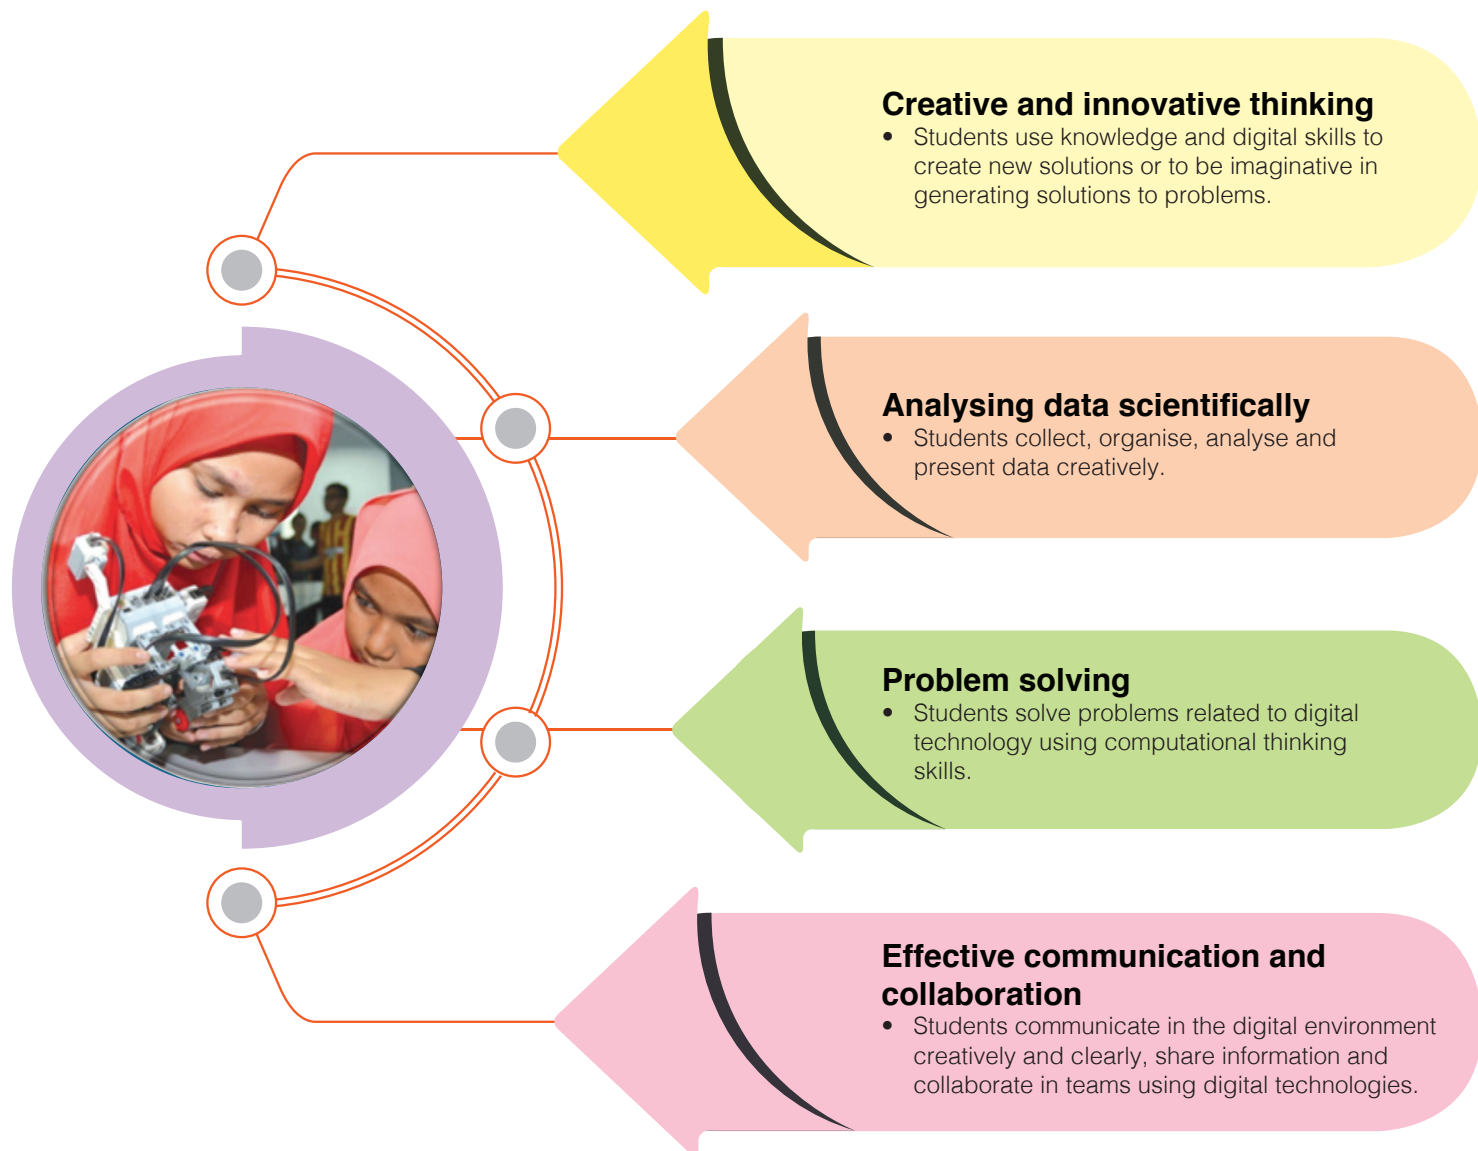 Creative and innovative thinking
• Students use knowledge and digital skills to
create new solutions or to be imaginative in
generating solutions to problems.
Analysing data scientifically
• Students collect, organise, analyse and
present data creatively.
Problem solving
• Students solve problems related to digital
technology using computational thinking
skills.
Effective communication and
collaboration
• Students communicate in the digital environment
creatively and clearly, share information and
collaborate in teams using digital technologies.